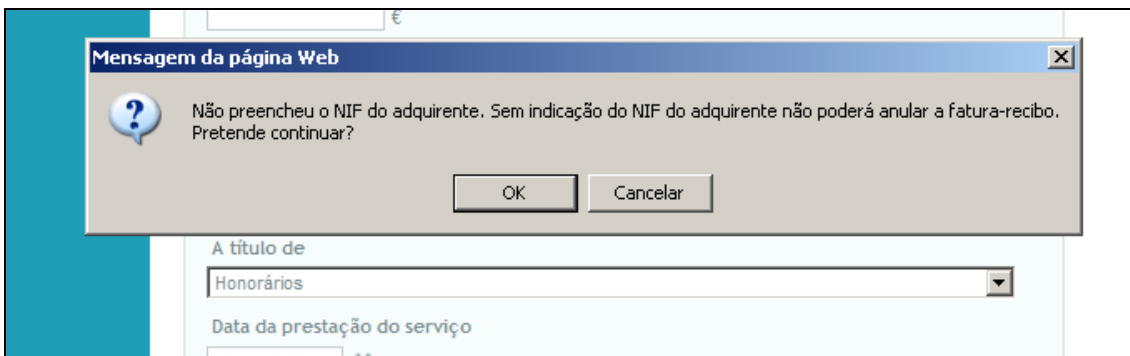 €
Mensagem da página Web
Não preencheu o NIF do adquirente. Sem indicação do NIF do adquirente não poderá anular a fatura-recibo.
Pretende continuar?
OK
Cancelar
A título de
Honorários
Data da prestação do serviço